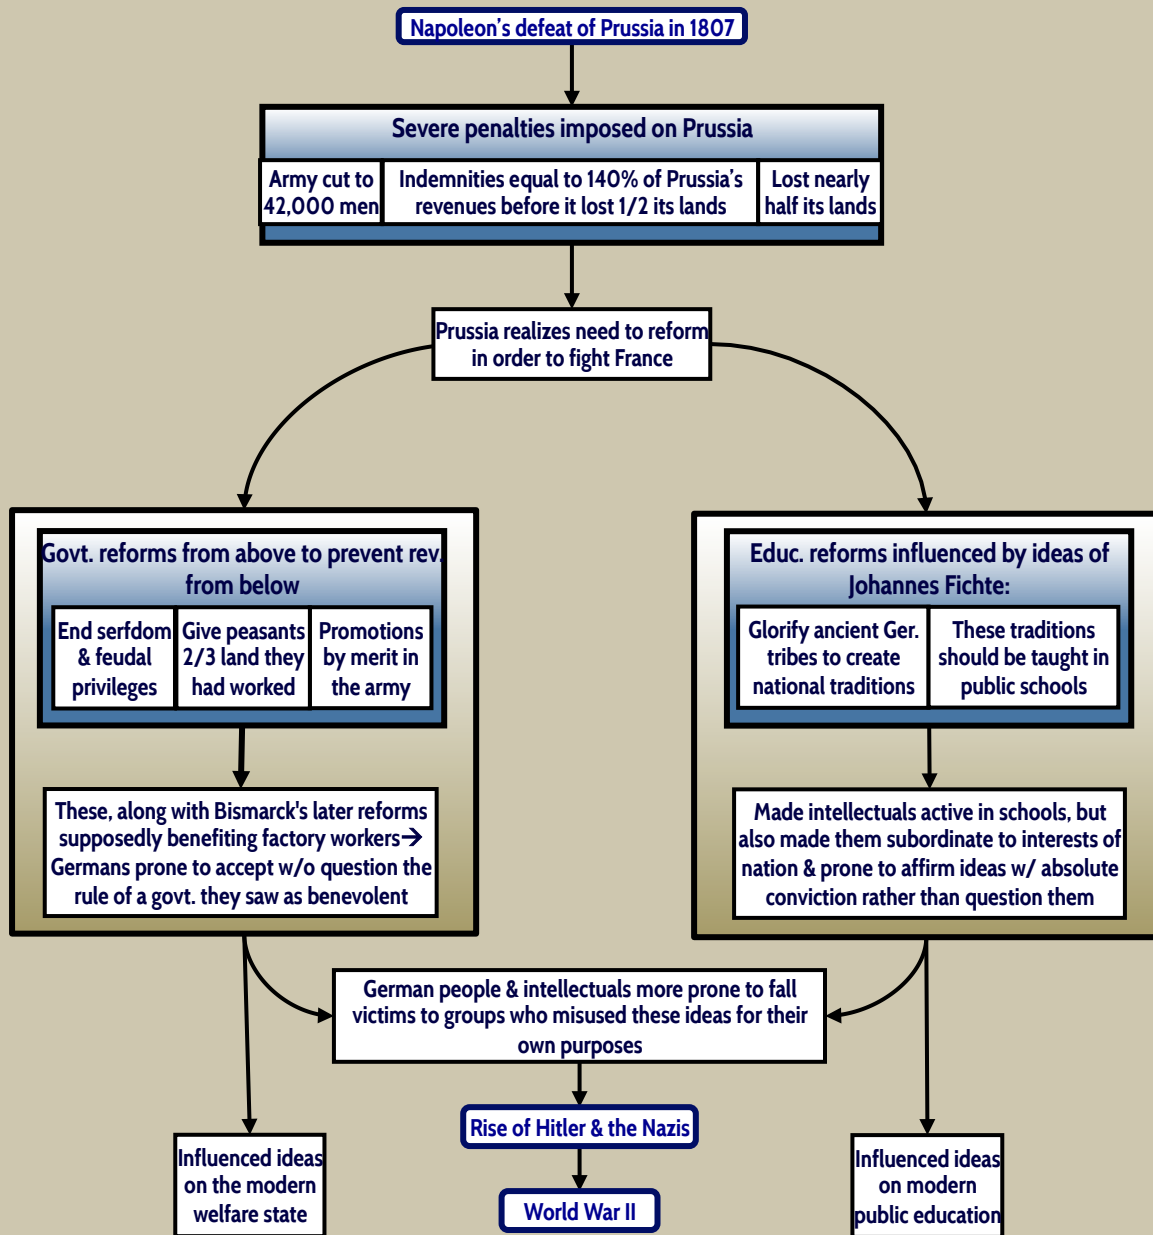 Napoleon's defeat of Prussia in 1807
Severe penalties imposed on Prussia
Army cut to
42,000 men
Indemnities equal to 140% of Prussia's
revenues before it lost 1/2 its lands
Lost nearly
half its lands
Prussia realizes need to reform
in order to fight France
Govt. reforms from above to prevent rev.
from below
End serfdom
& feudal
privileges
Give peasants
2/3 land they
had worked
Promotions
by merit in
the army
These, along with Bismarck's later reforms
supposedly benefiting factory workers→
Germans prone to accept w/o question the
rule of a govt. they saw as benevolent
Educ. reforms influenced by ideas of
Johannes Fichte:
Glorify ancient Ger.
tribes to create
national traditions
These traditions
should be taught in
public schools
Made intellectuals active in schools, but
also made them subordinate to interests of
nation & prone to affirm ideas w/ absolute
conviction rather than question them
German people & intellectuals more prone to fall
victims to groups who misused these ideas for their
own purposes
Rise of Hitler & the Nazis
World War II
Influenced ideas
on the modern
welfare state
Influenced ideas
on modern
public education